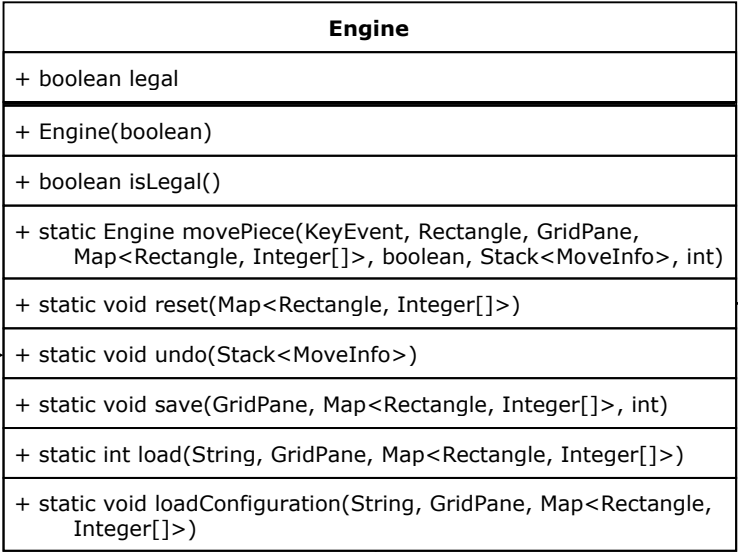 Engine
+ boolean legal
+ Engine(boolean)
+ boolean isLegal()
+ static Engine movePiece(KeyEvent, Rectangle, GridPane,
Map<Rectangle, Integer[]>, boolean, Stack<MoveInfo>, int)
+ static void reset(Map<Rectangle, Integer[]>)
+ static void undo(Stack<MoveInfo>)
+ static void save(GridPane, Map<Rectangle, Integer[]>, int)
+ static int load(String, GridPane, Map<Rectangle, Integer[]>)
+ static void loadConfiguration(String, GridPane, Map<Rectangle,
Integer[]>)